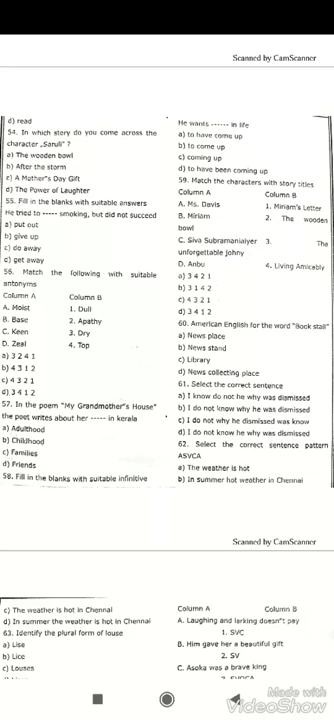 Scanned by CamScanner
d) read
54. In which story do you come across the
character „Saruli" ?
a) The wooden bowl
b) After the storm
c) A Mother"s Day Gift
d) The Power of Laughter
55. Fill in the blanks with suitable answers
He tried to ----- smoking, but did not succeed
a) put out
b) give up
c) do away
d) get away
56. Match the following with suitable
antonyms
Column A Column B
A. Moist 1. Dull
B. Base 2. Apathy
C. Keen 3. Dry
D. Zeal 4. Top
a) 3 2 4 1
b) 4 3 1 2
c) 4 3 2 1
d) 3 4 1 2
57. In the poem "My Grandmother"s House"
the poet writes about her ----- in kerala
a) Adulthood
b) Childhood
c) Families
d) Friends
58. Fill in the blanks with suitable infinitive
He wants ------ in life
a) to have come up
b) to come up
c) coming up
d) to have been coming up
59. Match the characters with story titles
Column A Column B
A. Ms. Davis 1. Miriam's Letter
B. Miriam 2. The wooden
bowl
C. Siva Subramanialyer 3. The
unforgettable johny
D. Anbu 4. Living Amicably
a) 3 4 2 1
b) 3 1 4 2
c) 4 3 2 1
d) 3 4 1 2
60. American English for the word "Book stall"
a) News place
b) News stand
c) Library
d) News collecting place
61. Select the correct sentence
a) I know do not he why was dismissed
b) I do not know why he was dismissed
c) I do not why he dismissed was know
d) I do not know he why was dismissed
62. Select the correct sentence pattern
ASVCA
a) The weather is hot
b) In summer hot weather in Chennai
Scanned by CamScanner
c) The weather is hot in Chennai
d) In summer the weather is hot in Chennai
63. Identify the plural form of louse
a) Lise
b) Lice
c) Louses
Column A Column B
A. Laughing and larking doesn"t pay
1. SVC
B. Him gave her a beautiful gift
2. SV
C. Asoka was a brave king
Made with
VideoShow